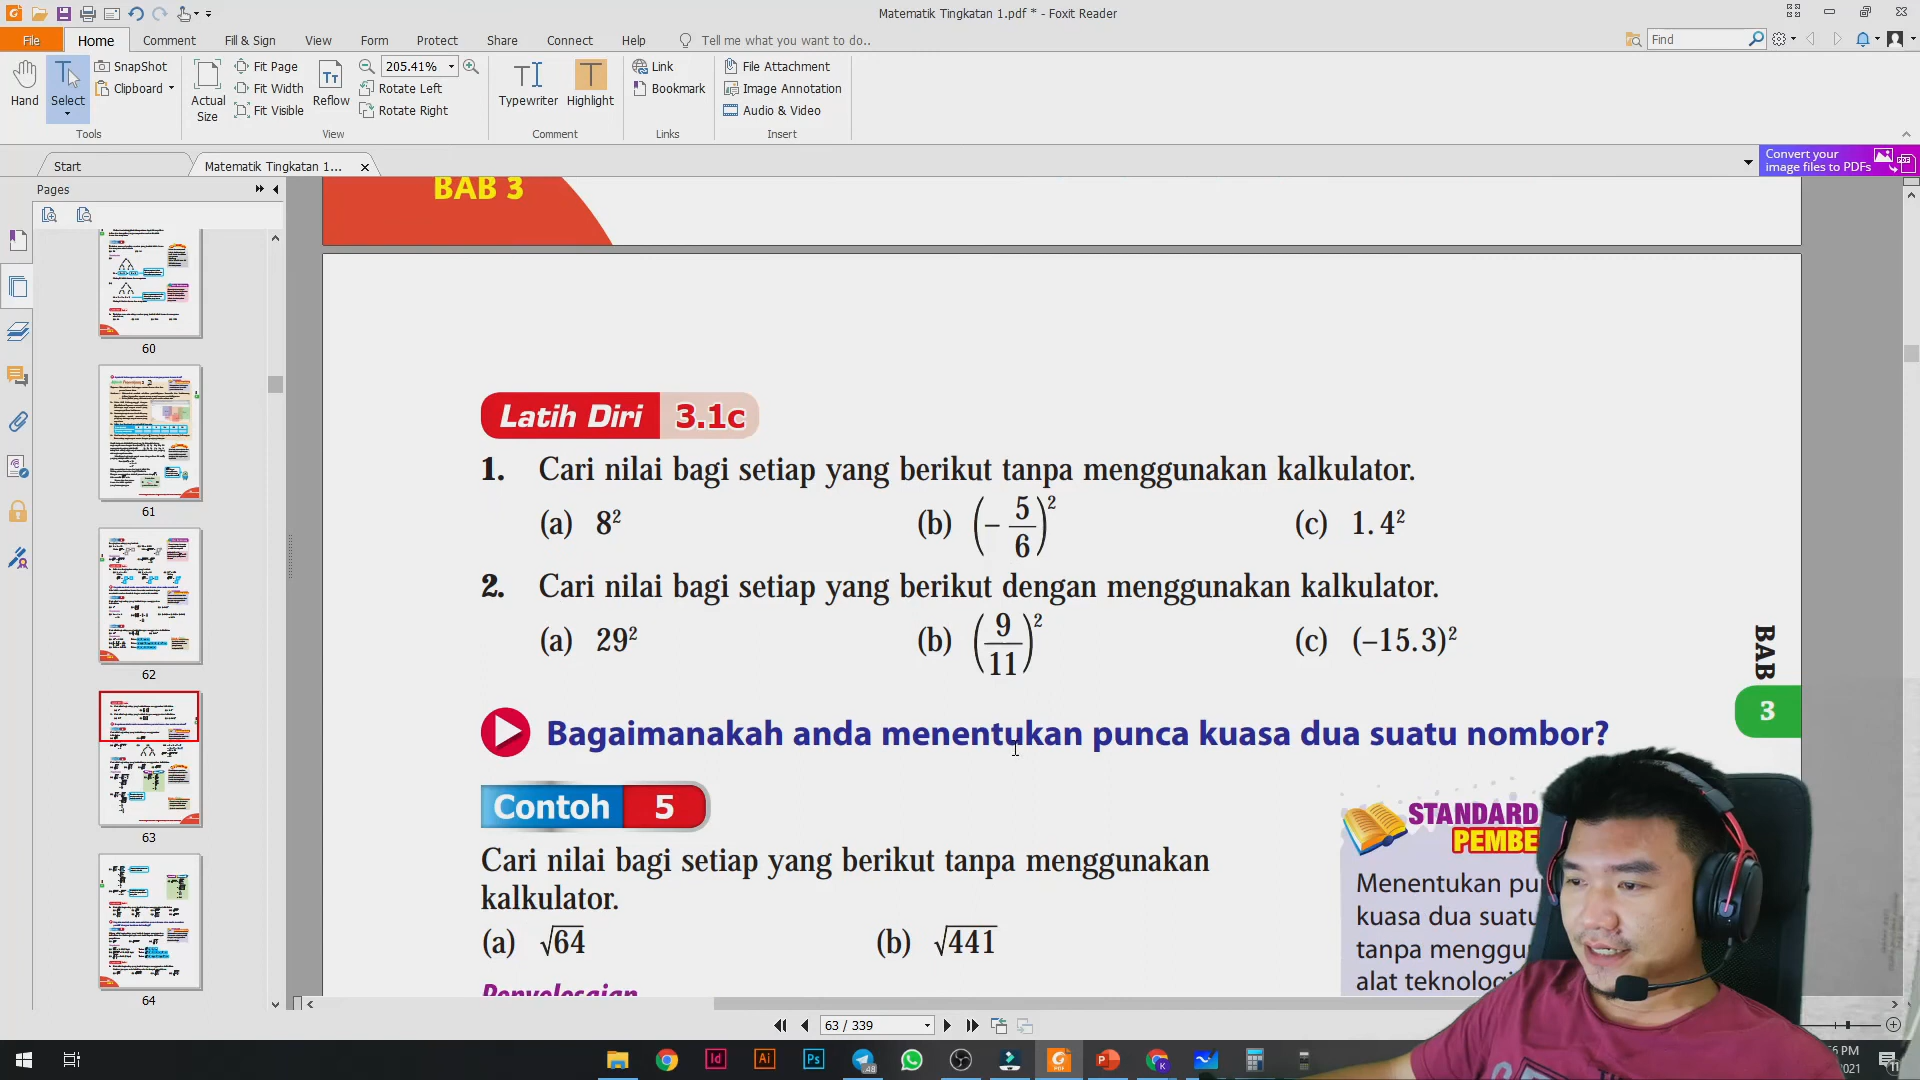 Matematik Tingkatan 1.pdf * - Foxit Reader
File Home Comment Fill & Sign View Form Protect Share Connect Help Tell me what you want to do.. Find
Hand
Select
SnapShot
Clipboard
Tools
Actual Size
Fit Page
Fit Width
Fit Visible
Reflow
205.41%
Rotate Left
Rotate Right
View
Typewriter
Highlight
Comment
Link
Bookmark
Links
File Attachment
Image Annotation
Audio & Video
Insert
Start
Matematik Tingkatan 1...
Convert your
image files to PDFs
Pages
60
61
62
63
64
BAB 3
Latih Diri 3.1c
1. Cari nilai bagi setiap yang berikut tanpa menggunakan kalkulator.
(a) 8² (b) (– 5/6)² (c) 1.4²
2. Cari nilai bagi setiap yang berikut dengan menggunakan kalkulator.
(a) 29² (b) (9/11)² (c) (–15.3)²
BAB
3
Bagaimanakah anda menentukan punca kuasa dua suatu nombor?
Contoh 5
Cari nilai bagi setiap yang berikut tanpa menggunakan
kalkulator.
(a) √64 (b) √441
Penyelesaian
STANDARD
PEMBE
Menentukan pu
kuasa dua suatu
tanpa menggu
alat teknolog
63 / 339